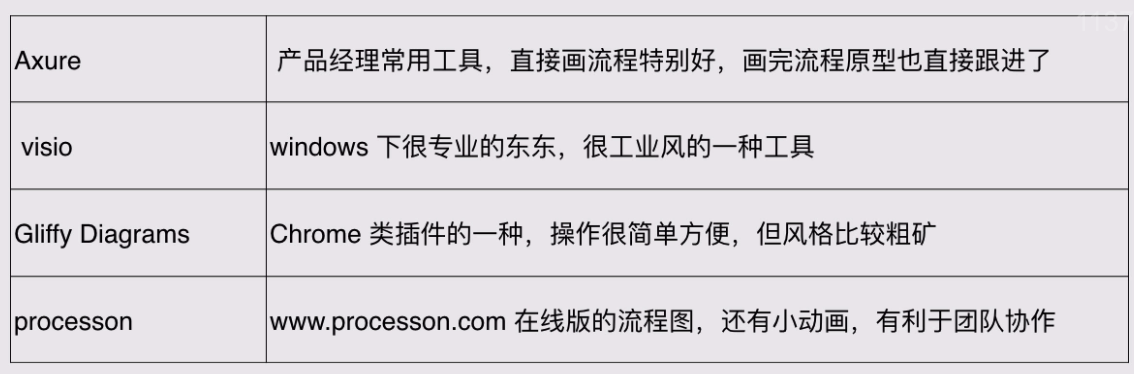 Axure 产品经理常用工具，直接画流程特别好，画完流程原型也直接跟进了
visio windows 下很专业的东东，很工业风的一种工具
Gliffy Diagrams Chrome 类插件的一种，操作很简单方便，但风格比较粗矿
processon www.processon.com 在线版的流程图，还有小动画，有利于团队协作